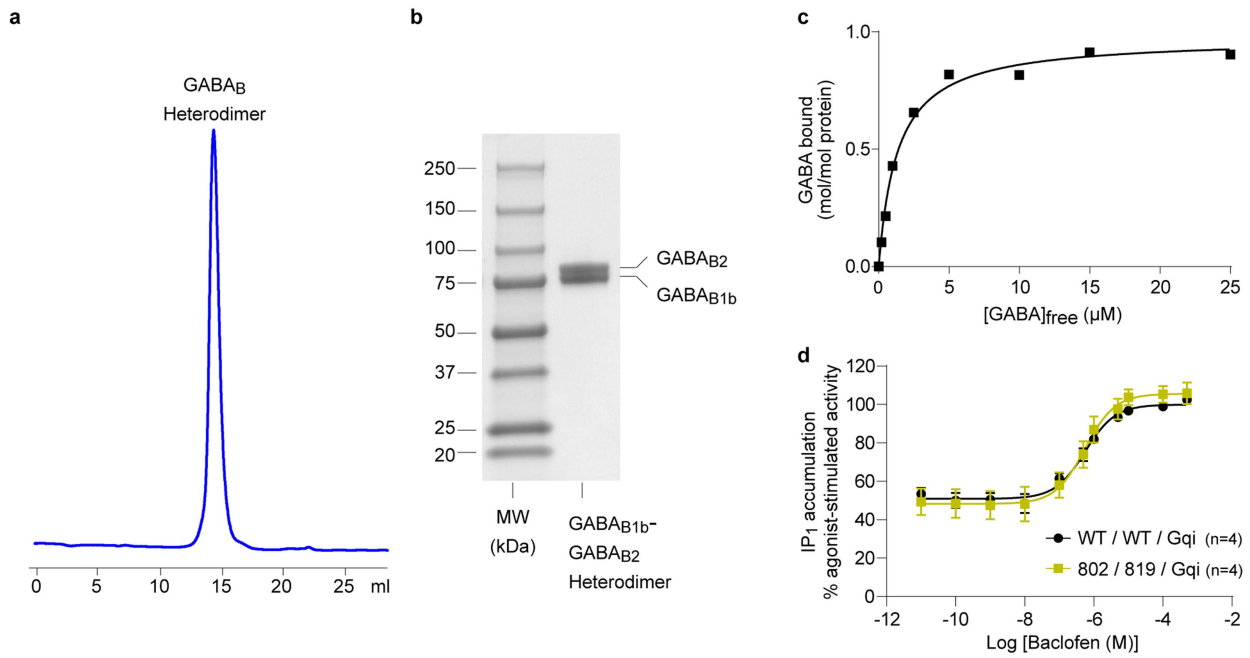 a
GABAB
Heterodimer
0 5 10 15 20 25 ml
b
250
150
100
75
50
37
25
20
GABAB2
GABAB1b
MW
(kDa)
GABAB1b-
GABAB2
Heterodimer
c
GABA bound
(mol/mol protein)
1.0
0.5
0.0
0 5 10 15 20 25
[GABA]free (µM)
d
IP1 accumulation
% agonist-stimulated activity
120
100
80
60
40
20
0
WT / WT / Gqi (n=4)
802 / 819 / Gqi (n=4)
-12 -10 -8 -6 -4 -2
Log [Baclofen (M)]